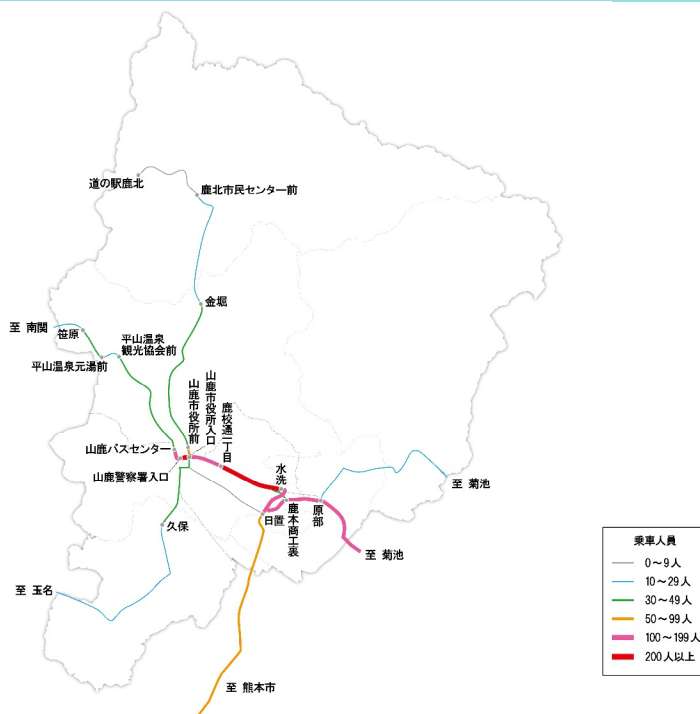 道の駅鹿北
鹿北市民センター前
金堀
至 南関
笹原
平山温泉
観光協会前
平山温泉元湯前
山鹿市役所前
山鹿市役所入口
鹿校通一丁目
山鹿バスセンター
山鹿警察署入口
水洗
至 菊池
日置
鹿本商工裏
原部
久保
至 菊池
至 玉名
至 熊本市
乗車人員
0～9人
10～29人
30～49人
50～99人
100～199人
200人以上